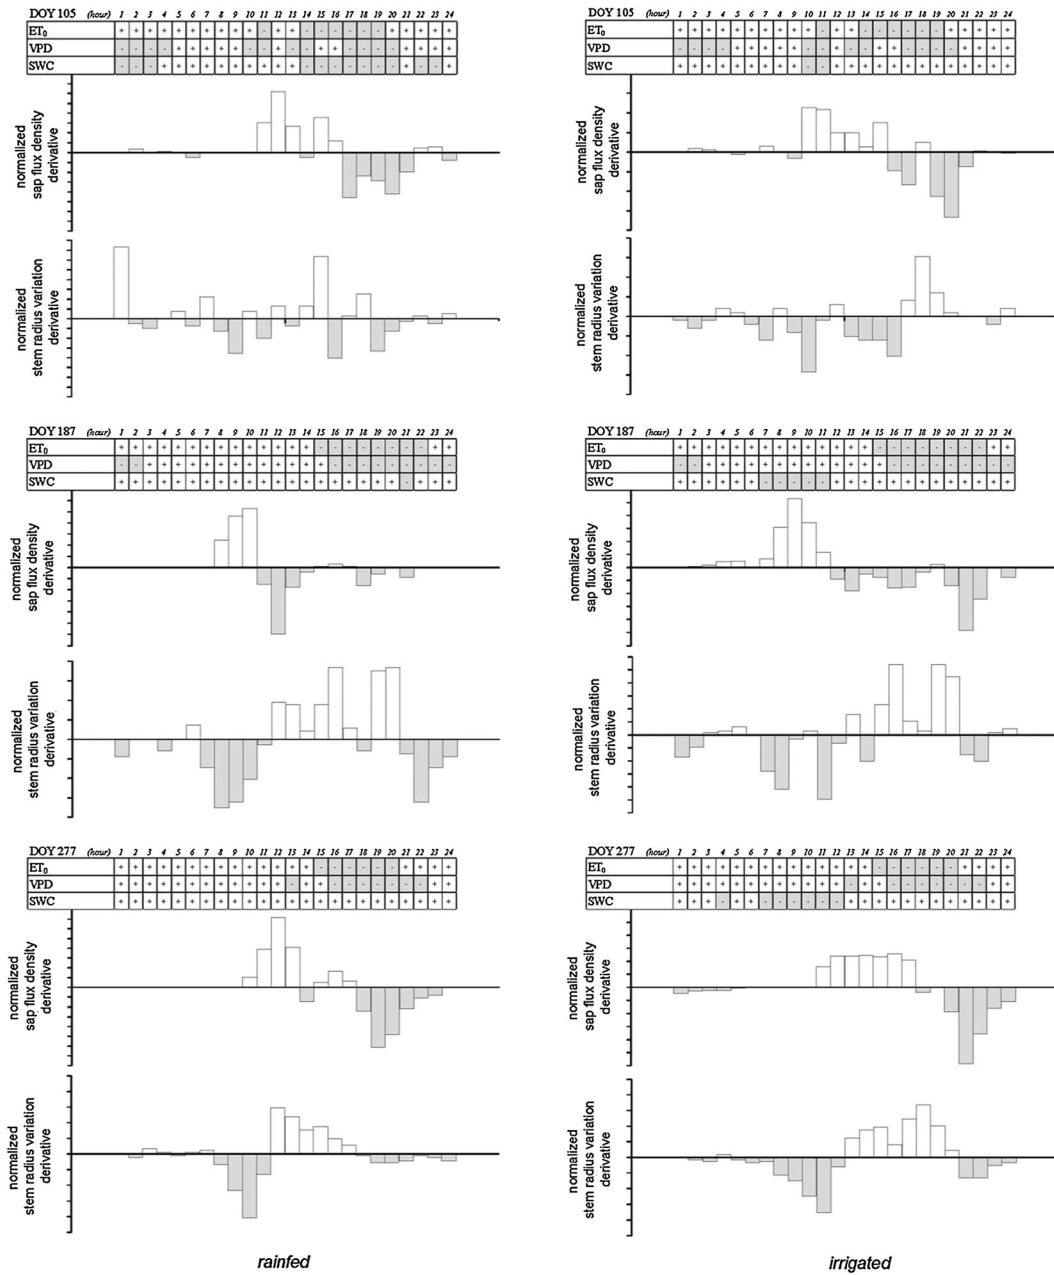 DOY 105 (hour) 1 2 3 4 5 6 7 8 9 10 11 12 13 14 15 16 17 18 19 20 21 22 23 24
ET₀
VPD
SWC - - - + + + + + + + + + + - - - - - - - + - - +
normalized
sap flux density
derivative
normalized
stem radius variation
derivative
DOY 105 (hour) 1 2 3 4 5 6 7 8 9 10 11 12 13 14 15 16 17 18 19 20 21 22 23 24
ET₀
VPD
SWC + + + + + + + + + - - + + + + + + + + + + + + +
normalized
sap flux density
derivative
normalized
stem radius variation
derivative
DOY 187 (hour) 1 2 3 4 5 6 7 8 9 10 11 12 13 14 15 16 17 18 19 20 21 22 23 24
ET₀ + + + + + + + + + + + + + + - - - - - - - - + +
VPD - - + + + + + + + + + + + + + - - - - - - - - -
SWC + + + + + + + + + + + + + + + + + + + + - + + +
normalized
sap flux density
derivative
normalized
stem radius variation
derivative
DOY 187 (hour) 1 2 3 4 5 6 7 8 9 10 11 12 13 14 15 16 17 18 19 20 21 22 23 24
ET₀ + + + + + + + + + + + + + + - - - - - - - - + +
VPD - - + + + + + + + + + + + + + - - - - - - - - -
SWC + + + + + + - - - - - + + + + + + + + + + + + +
normalized
sap flux density
derivative
normalized
stem radius variation
derivative
DOY 277 (hour) 1 2 3 4 5 6 7 8 9 10 11 12 13 14 15 16 17 18 19 20 21 22 23 24
ET₀ + + + + + + + + + + + + + + - - - - - - + + + +
VPD + + + + + + + + + + + + - + + - - - - - - - + +
SWC + + + + + + + + + + + + + + + + + + + + + + + +
normalized
sap flux density
derivative
normalized
stem radius variation
derivative
rainfed
DOY 277 (hour) 1 2 3 4 5 6 7 8 9 10 11 12 13 14 15 16 17 18 19 20 21 22 23 24
ET₀ + + + + + + + + + + + + + + - - - - - - + + + +
VPD + + + + + + + + + + + + - + + - - - - - - - + +
SWC + + + - + + - - - - - - + + + + + + + + + + + +
normalized
sap flux density
derivative
normalized
stem radius variation
derivative
irrigated